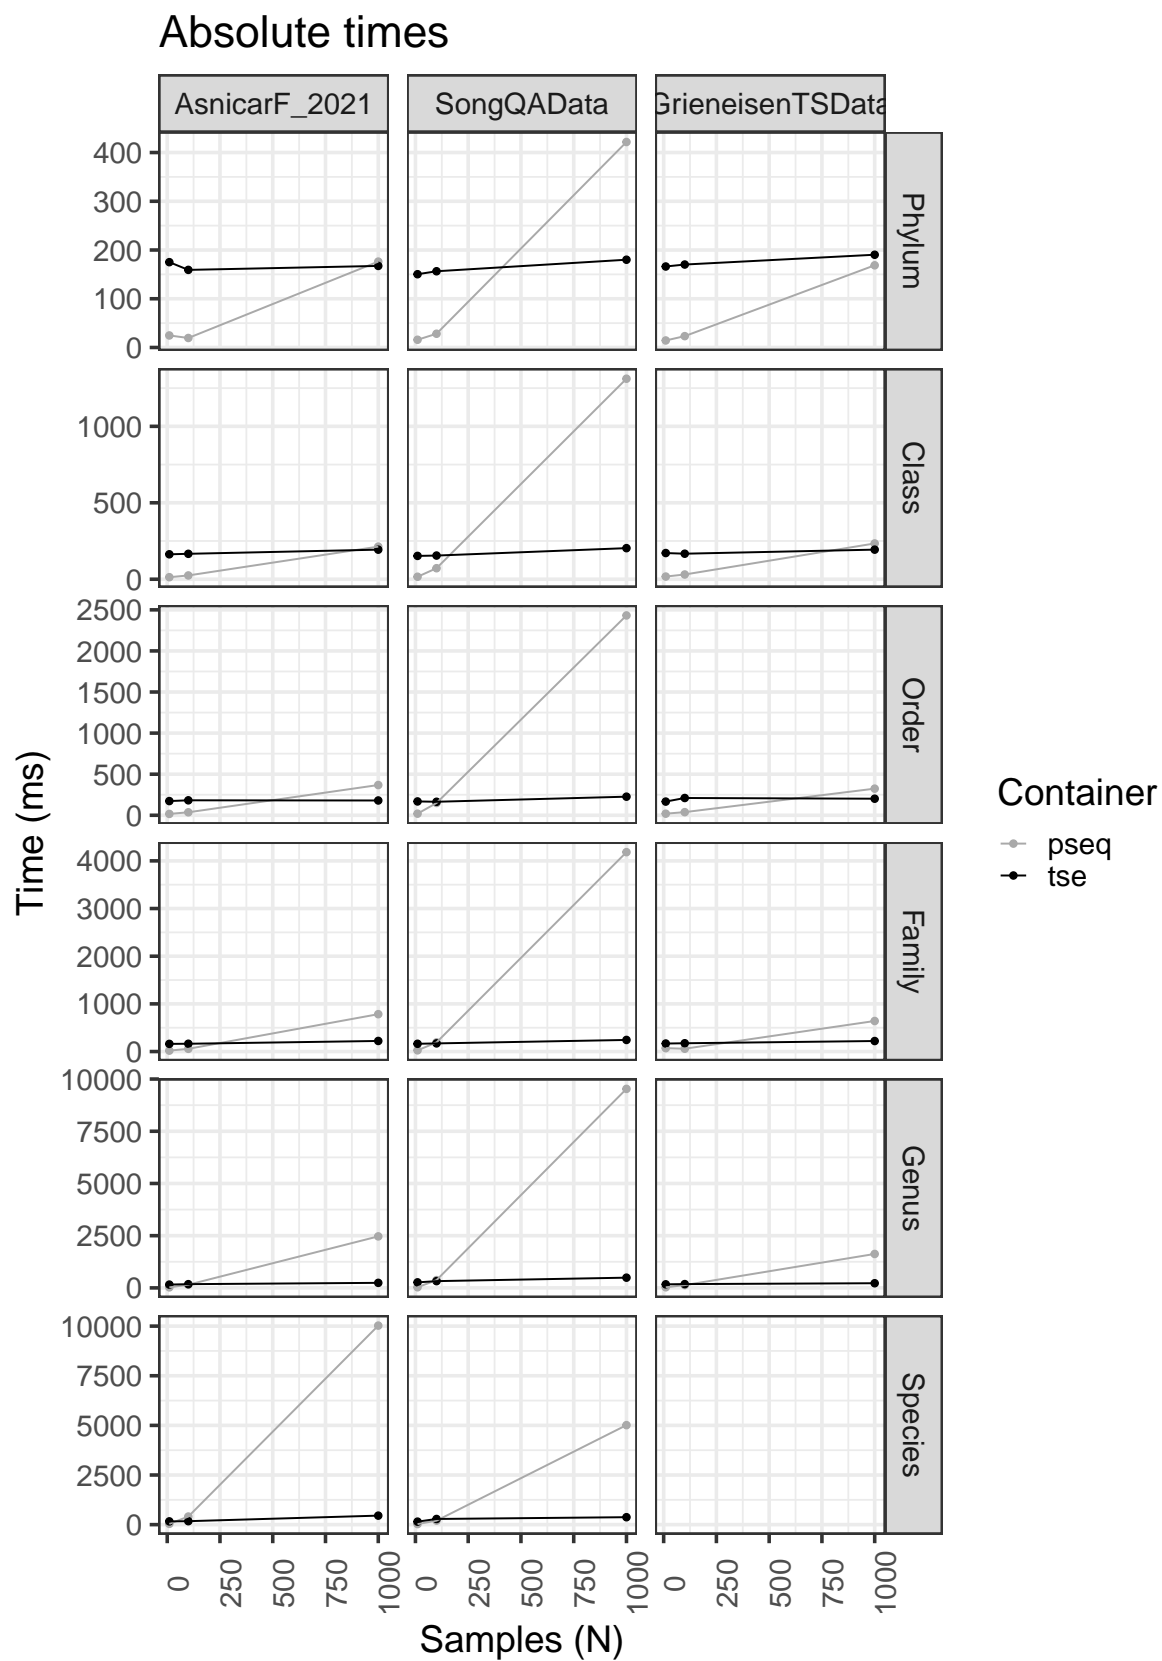 Absolute times
AsnicarF_2021
SongQAData
GrieneisenTSData
400
300
200
100
0
Phylum
1000
500
0
Class
2500
2000
1500
1000
500
0
Order
4000
3000
2000
1000
0
Family
10000
7500
5000
2500
0
Genus
10000
7500
5000
2500
0
Species
0 250 500 750 1000
0 250 500 750 1000
0 250 500 750 1000
Samples (N)
Time (ms)
Container
pseq
tse